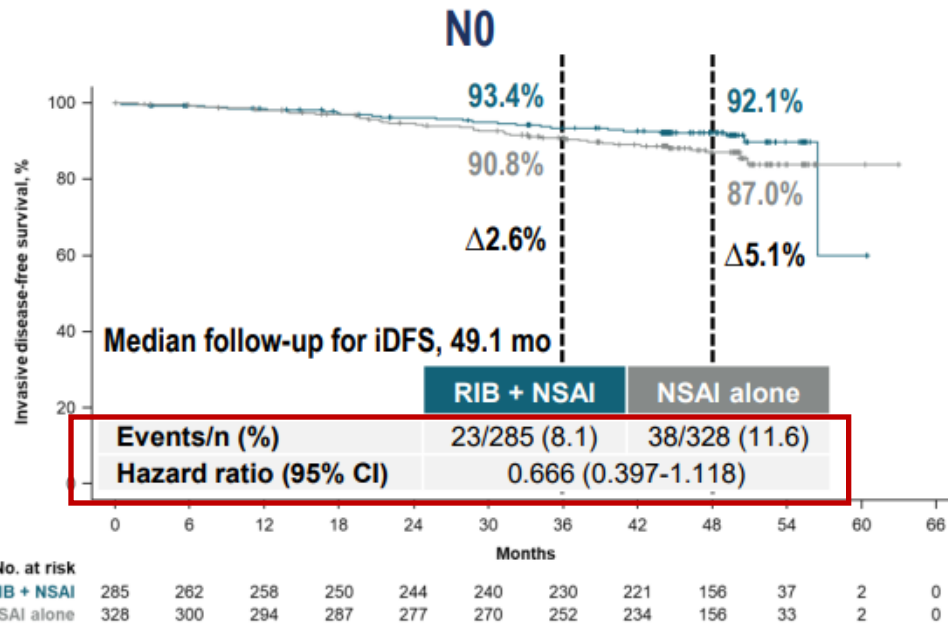 N0
Invasive disease-free survival, %
100
80
60
40
20
0
93.4%
92.1%
90.8%
87.0%
∆2.6%
∆5.1%
Median follow-up for iDFS, 49.1 mo
RIB + NSAI NSAI alone
Events/n (%) 23/285 (8.1) 38/328 (11.6)
Hazard ratio (95% CI) 0.666 (0.397-1.118)
0 6 12 18 24 30 36 42 48 54 60 66
Months
No. at risk
IB + NSAI 285 262 258 250 244 240 230 221 156 37 2 0
SAI alone 328 300 294 287 277 270 252 234 156 33 2 0